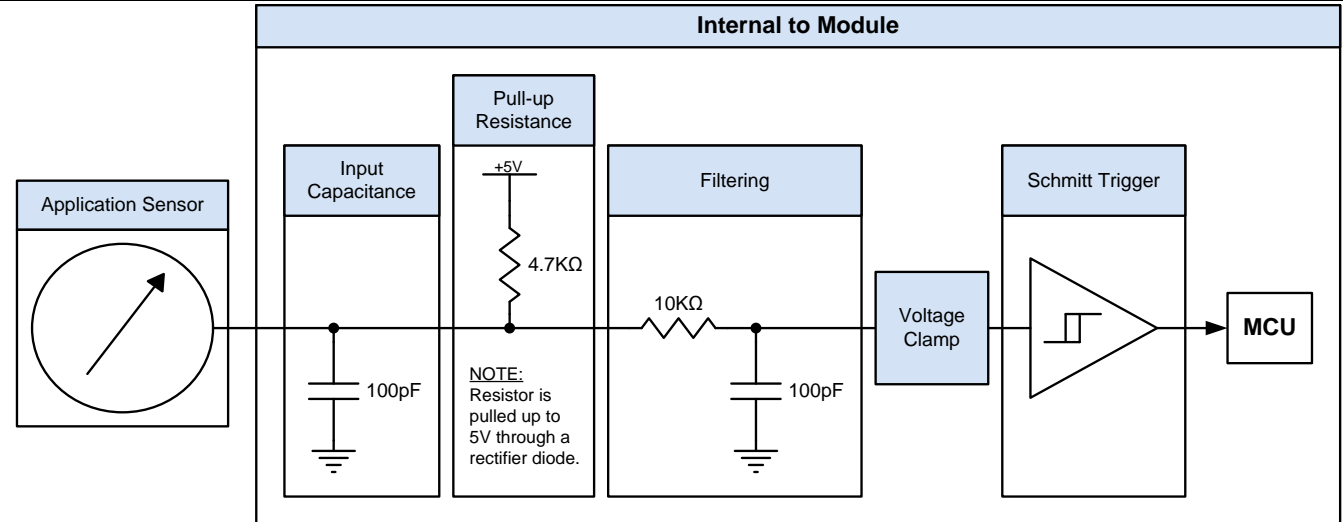 Internal to Module
Application Sensor
Input
Capacitance
100pF
Pull-up
Resistance
+5V
4.7KΩ
NOTE:
Resistor is
pulled up to
5V through a
rectifier diode.
Filtering
10KΩ
100pF
Voltage
Clamp
Schmitt Trigger
MCU